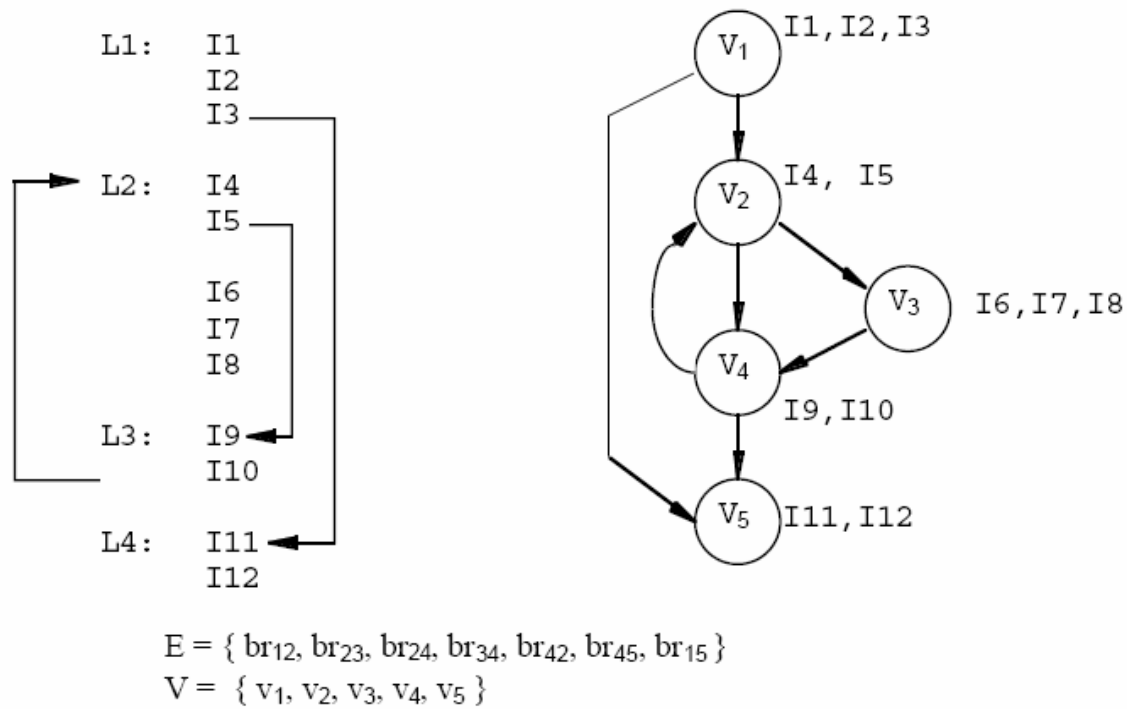 L1: I1
I2
I3
L2: I4
I5
I6
I7
I8
L3: I9
I10
L4: I11
I12
V1
I1,I2,I3
V2
I4, I5
V3
I6,I7,I8
V4
I9,I10
V5
I11,I12
E = { br12, br23, br24, br34, br42, br45, br15 }
V = { v1, v2, v3, v4, v5 }